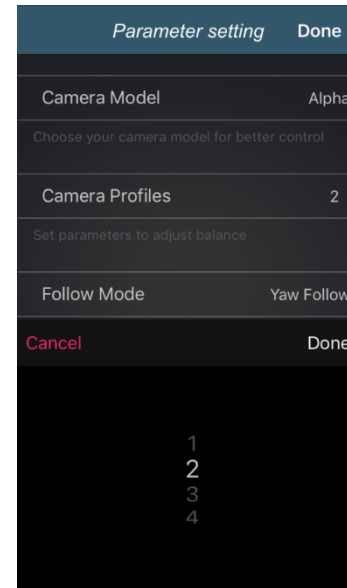 Parameter setting Done
Camera Model Alpha
Choose your camera model for better control
Camera Profiles 2
Set parameters to adjust balance
Follow Mode Yaw Follow
Cancel Done
1
2
3
4